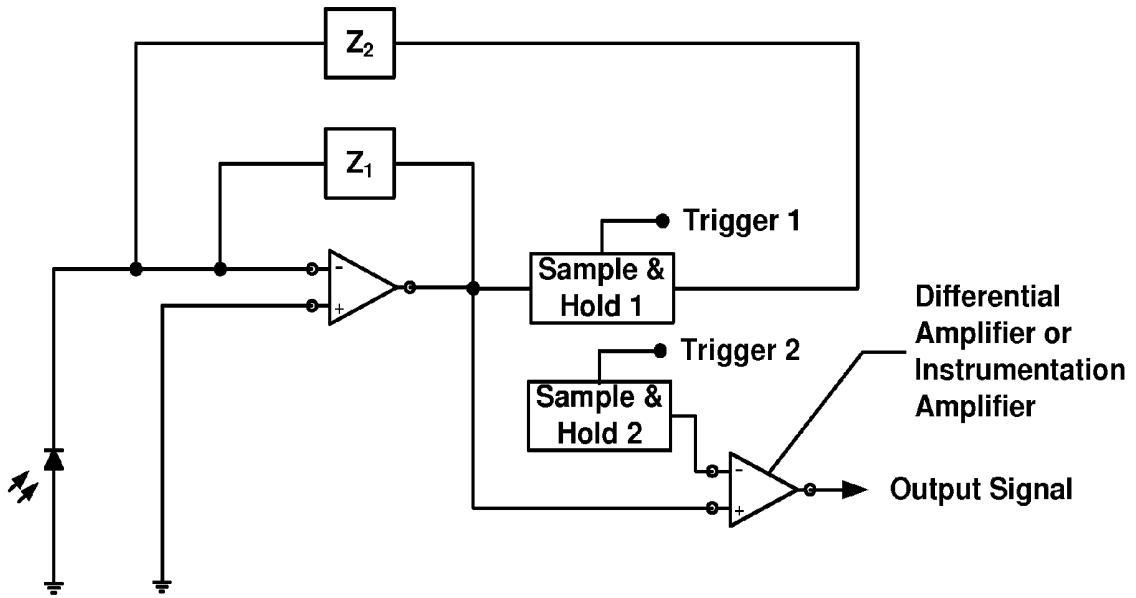 Z₂
Z₁
Trigger 1
-
+
Sample &
Hold 1
Trigger 2
Sample &
Hold 2
Differential
Amplifier or
Instrumentation
Amplifier
-
+
Output Signal